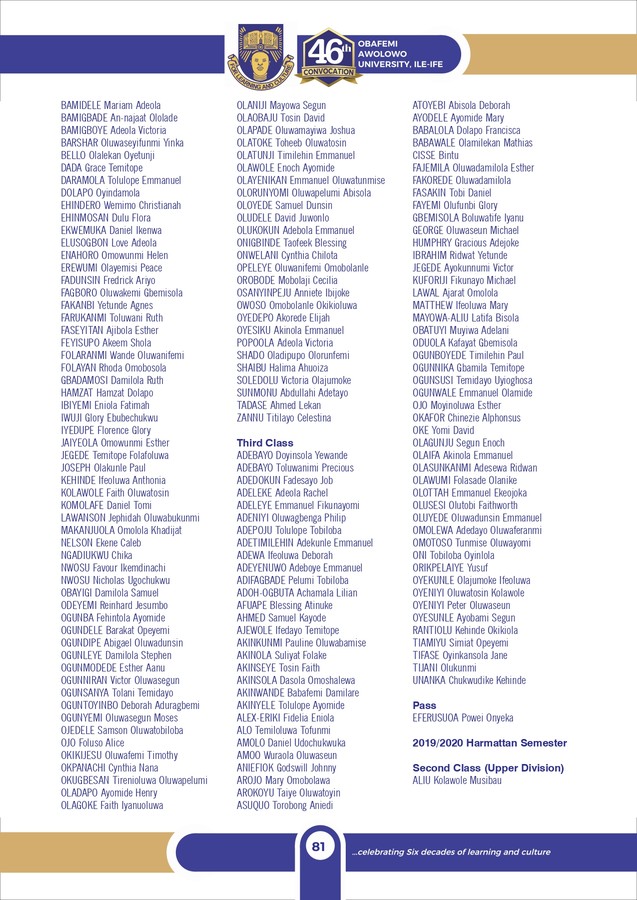 46th
CONVOCATION
OBAFEMI
AWOLOWO
UNIVERSITY, ILE-IFE
FOR LEARNING AND CULTURE
BAMIDELE Mariam Adeola
BAMIGBADE An-najaat Ololade
BAMIGBOYE Adeola Victoria
BARSHAR Oluwaseyifunmi Yinka
BELLO Olalekan Oyetunji
DADA Grace Temitope
DARAMOLA Tolulope Emmanuel
DOLAPO Oyindamola
EHINDERO Wemimo Christianah
EHINMOSAN Dulu Flora
EKWEMUKA Daniel Ikenwa
ELUSOGBON Love Adeola
ENAHORO Omowunmi Helen
EREWUMI Olayemisi Peace
FADUNSIN Fredrick Ariyo
FAGBORO Oluwakemi Gbemisola
FAKANBI Yetunde Agnes
FARUKANMI Toluwani Ruth
FASEYITAN Ajibola Esther
FEYISUPO Akeem Shola
FOLARANMI Wande Oluwanifemi
FOLAYAN Rhoda Omobosola
GBADAMOSI Damilola Ruth
HAMZAT Hamzat Dolapo
IBIYEMI Eniola Fatimah
IWUJI Glory Ebubechukwu
IYEDUPE Florence Glory
JAIYEOLA Omowunmi Esther
JEGEDE Temitope Folafoluwa
JOSEPH Olakunle Paul
KEHINDE Ifeoluwa Anthonia
KOLAWOLE Faith Oluwatosin
KOMOLAFE Daniel Tomi
LAWANSON Jephidah Oluwabukunmi
MAKANJUOLA Omolola Khadijat
NELSON Ekene Caleb
NGADIUKWU Chika
NWOSU Favour Ikemdinachi
NWOSU Nicholas Ugochukwu
OBAYIGI Damilola Samuel
ODEYEMI Reinhard Jesumbo
OGUNBA Fehintola Ayomide
OGUNDELE Barakat Opeyemi
OGUNDIPE Abigael Oluwadunsin
OGUNLEYE Damilola Stephen
OGUNMODEDE Esther Aanu
OGUNNIRAN Victor Oluwasegun
OGUNSANYA Tolani Temidayo
OGUNTOYINBO Deborah Aduragbemi
OGUNYEMI Oluwasegun Moses
OJEDELE Samson Oluwatobiloba
OJO Foluso Alice
OKIKIJESU Oluwafemi Timothy
OKPANACHI Cynthia Nana
OKUGBESAN Tirenioluwa Oluwapelumi
OLADAPO Ayomide Henry
OLAGOKE Faith Iyanuoluwa
OLANIJI Mayowa Segun
OLAOBAJU Tosin David
OLAPADE Oluwamayiwa Joshua
OLATOKE Toheeb Oluwatosin
OLATUNJI Timilehin Emmanuel
OLAWOLE Enoch Ayomide
OLAYENIKAN Emmanuel Oluwatunmise
OLORUNYOMI Oluwapelumi Abisola
OLOYEDE Samuel Dunsin
OLUDELE David Juwonlo
OLUKOKUN Adebola Emmanuel
ONIGBINDE Taofeek Blessing
ONWELANI Cynthia Chilota
OPELEYE Oluwanifemi Omobolanle
OROBODE Mobolaji Cecilia
OSANYINPEJU Anniete Ibijoke
OWOSO Omobolanle Okikioluwa
OYEDEPO Akorede Elijah
OYESIKU Akinola Emmanuel
POPOOLA Adeola Victoria
SHADO Oladipupo Olorunfemi
SHAIBU Halima Ahuoiza
SOLEDOLU Victoria Olajumoke
SUNMONU Abdullahi Adetayo
TADASE Ahmed Lekan
ZANNU Titilayo Celestina
Third Class
ADEBAYO Doyinsola Yewande
ADEBAYO Toluwanimi Precious
ADEDOKUN Fadesayo Job
ADELEKE Adeola Rachel
ADELEYE Emmanuel Fikunayomi
ADENIYI Oluwagbenga Philip
ADEPOJU Tolulope Tobiloba
ADETIMILEHIN Adekunle Emmanuel
ADEWA Ifeoluwa Deborah
ADEYENUWO Adeboye Emmanuel
ADIFAGBADE Pelumi Tobiloba
ADOH-OGBUTA Achamala Lilian
AFUAPE Blessing Atinuke
AHMED Samuel Kayode
AJEWOLE Ifedayo Temitope
AKINKUNMI Pauline Oluwabamise
AKINOLA Suliyat Folake
AKINSEYE Tosin Faith
AKINSOLA Dasola Omoshalewa
AKINWANDE Babafemi Damilare
AKINYELE Tolulope Ayomide
ALEX-ERIKI Fidelia Eniola
ALO Temiloluwa Tofunmi
AMOLO Daniel Udochukwuka
AMOO Wuraola Oluwaseun
ANIEFIOK Godswill Johnny
AROJO Mary Omobolawa
AROKOYU Taiye Oluwatoyin
ASUQUO Torobong Aniedi
ATOYEBI Abisola Deborah
AYODELE Ayomide Mary
BABALOLA Dolapo Francisca
BABAWALE Olamilekan Mathias
CISSE Bintu
FAJEMILA Oluwadamilola Esther
FAKOREDE Oluwadamilola
FASAKIN Tobi Daniel
FAYEMI Olufunbi Glory
GBEMISOLA Boluwatife Iyanu
GEORGE Oluwaseun Michael
HUMPHRY Gracious Adejoke
IBRAHIM Ridwat Yetunde
JEGEDE Ayokunnumi Victor
KUFORIJI Fikunayo Michael
LAWAL Ajarat Omolola
MATTHEW Ifeoluwa Mary
MAYOWA-ALIU Latifa Bisola
OBATUYI Muyiwa Adelani
ODUOLA Kafayat Gbemisola
OGUNBOYEDE Timilehin Paul
OGUNNIKA Gbamila Temitope
OGUNSUSI Temidayo Uyioghosa
OGUNWALE Emmanuel Olamide
OJO Moyinoluwa Esther
OKAFOR Chinezie Alphonsus
OKE Yomi David
OLAGUNJU Segun Enoch
OLAIFA Akinola Emmanuel
OLASUNKANMI Adesewa Ridwan
OLAWUMI Folasade Olanike
OLOTTAH Emmanuel Ekeojoka
OLUSESI Olutobi Faithworth
OLUYEDE Oluwadunsin Emmanuel
OMOLEWA Adedayo Oluwaferanmi
OMOTOSO Tunmise Oluwayomi
ONI Tobiloba Oyinlola
ORIKPELAIYE Yusuf
OYEKUNLE Olajumoke Ifeoluwa
OYENIYI Oluwatosin Kolawole
OYENIYI Peter Oluwaseun
OYESUNLE Ayobami Segun
RANTIOLU Kehinde Okikiola
TIAMIYU Simiat Opeyemi
TIFASE Oyinkansola Jane
TIJANI Olukunmi
UNANKA Chukwudike Kehinde
Pass
EFERUSUOA Powei Onyeka
2019/2020 Harmattan Semester
Second Class (Upper Division)
ALIU Kolawole Musibau
81
...celebrating Six decades of learning and culture